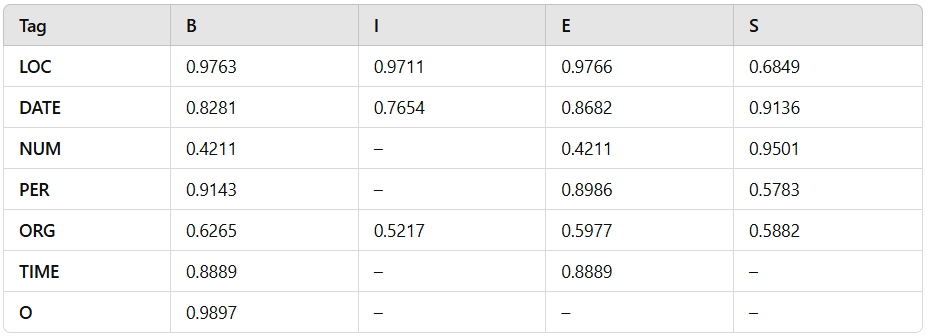 Tag B I E S
LOC 0.9763 0.9711 0.9766 0.6849
DATE 0.8281 0.7654 0.8682 0.9136
NUM 0.4211 – 0.4211 0.9501
PER 0.9143 – 0.8986 0.5783
ORG 0.6265 0.5217 0.5977 0.5882
TIME 0.8889 – 0.8889 –
O 0.9897 – – –